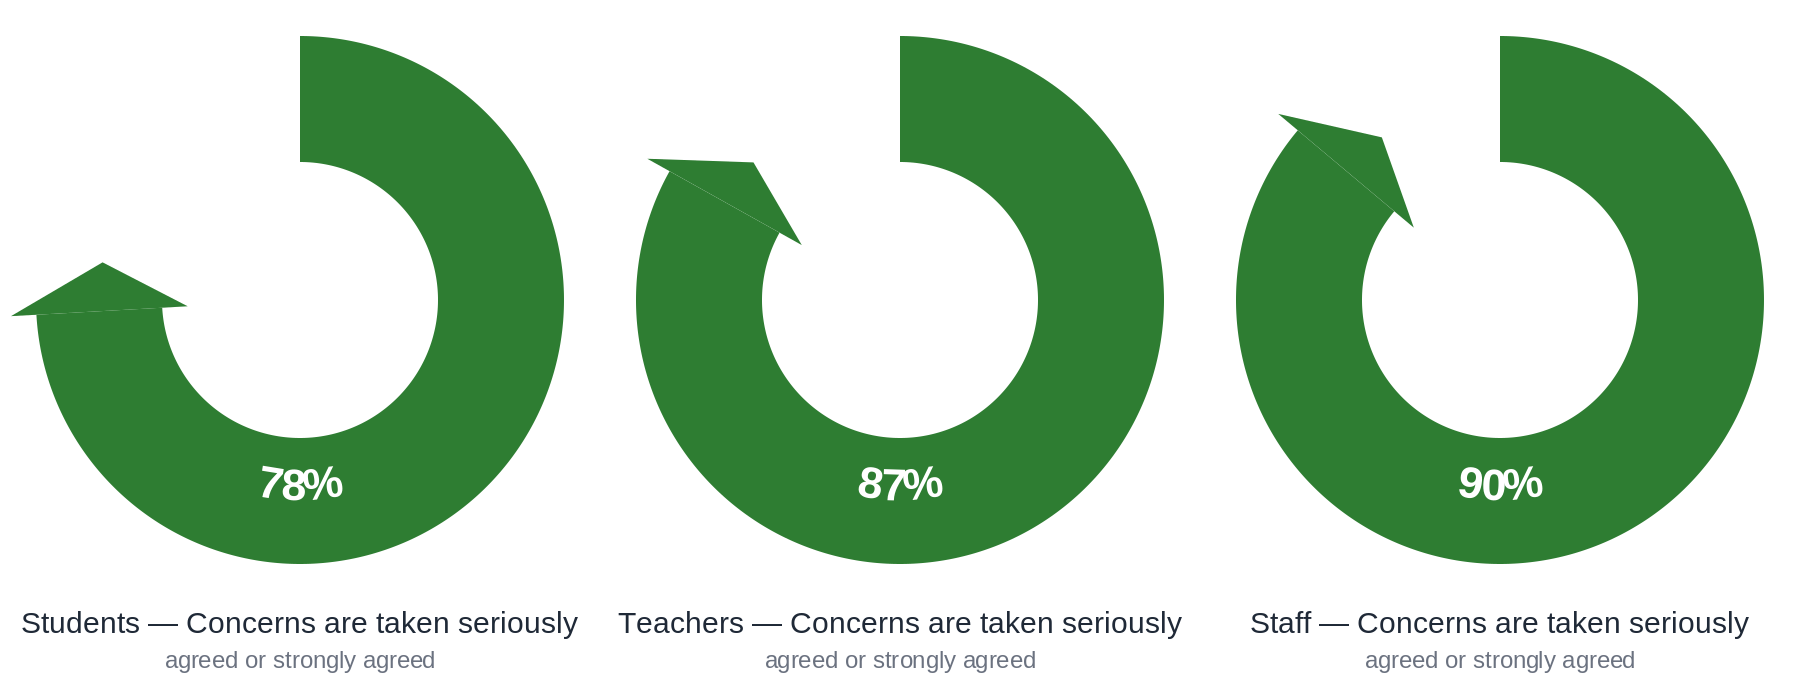 78%
87%
90%
Students — Concerns are taken seriously
agreed or strongly agreed
Teachers — Concerns are taken seriously
agreed or strongly agreed
Staff — Concerns are taken seriously
agreed or strongly agreed